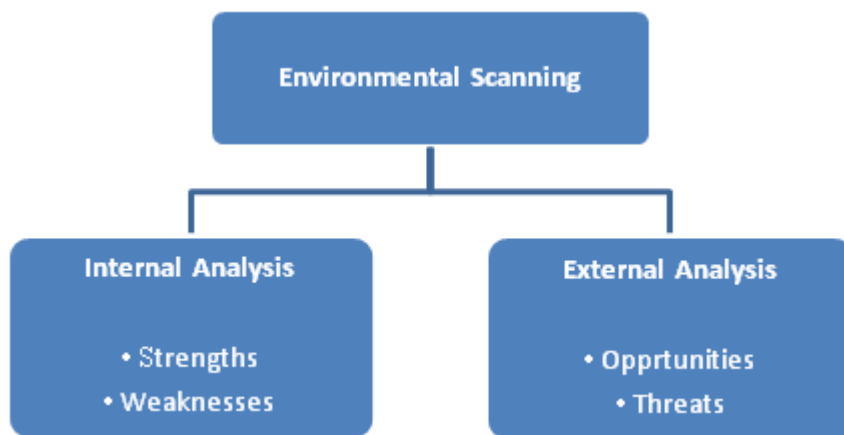 Environmental Scanning
Internal Analysis
• Strengths
• Weaknesses
External Analysis
• Opprtunities
• Threats